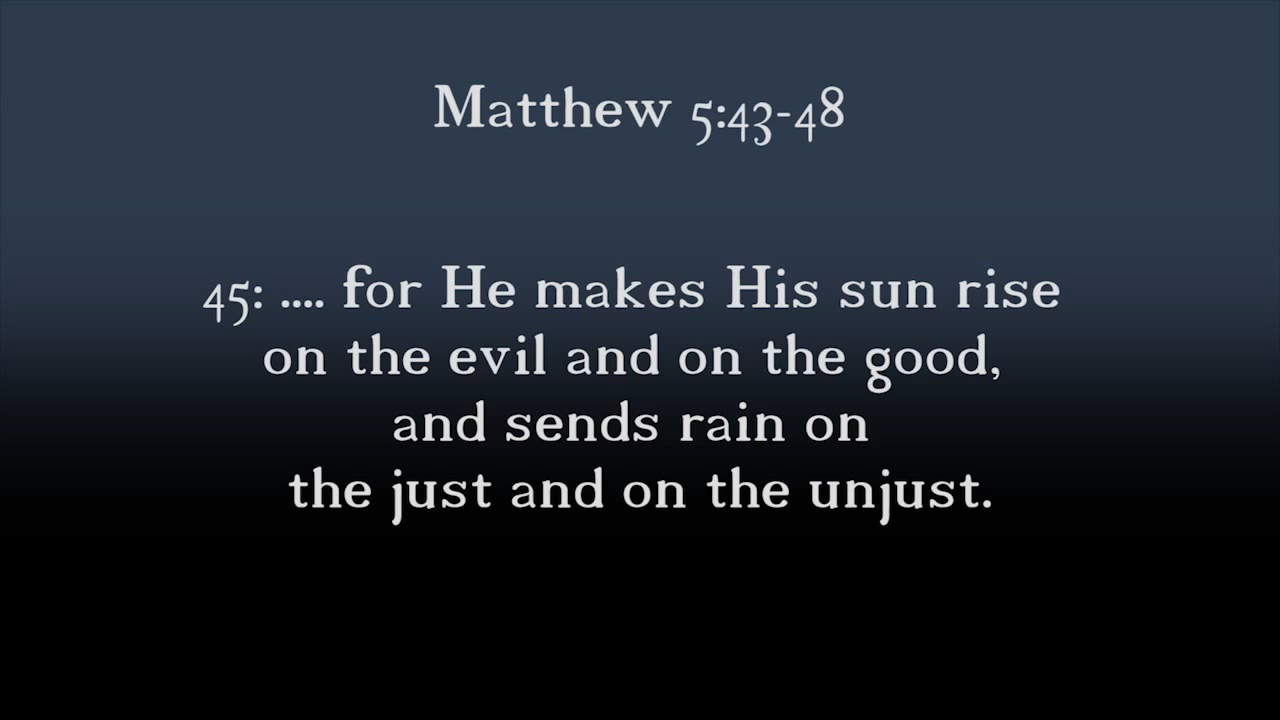 Matthew 5:43-48
45: .... for He makes His sun rise
on the evil and on the good,
and sends rain on
the just and on the unjust.